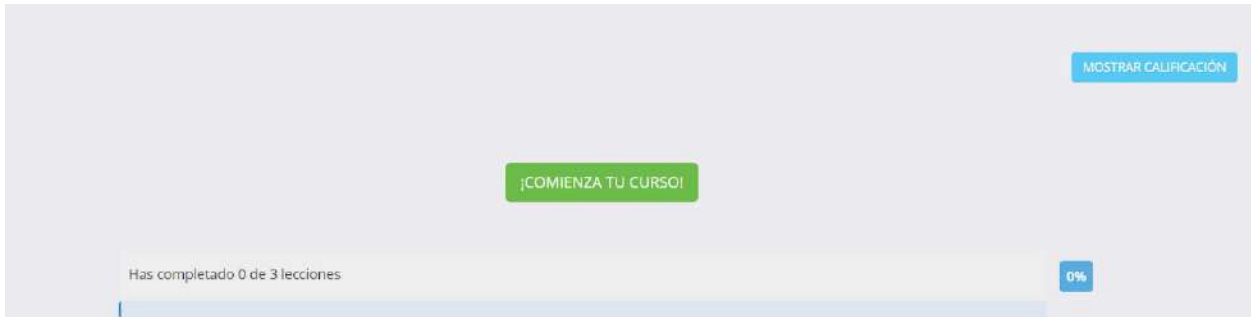 MOSTRAR CALIFICACIÓN
¡COMIENZA TU CURSO!
Has completado 0 de 3 lecciones
0%